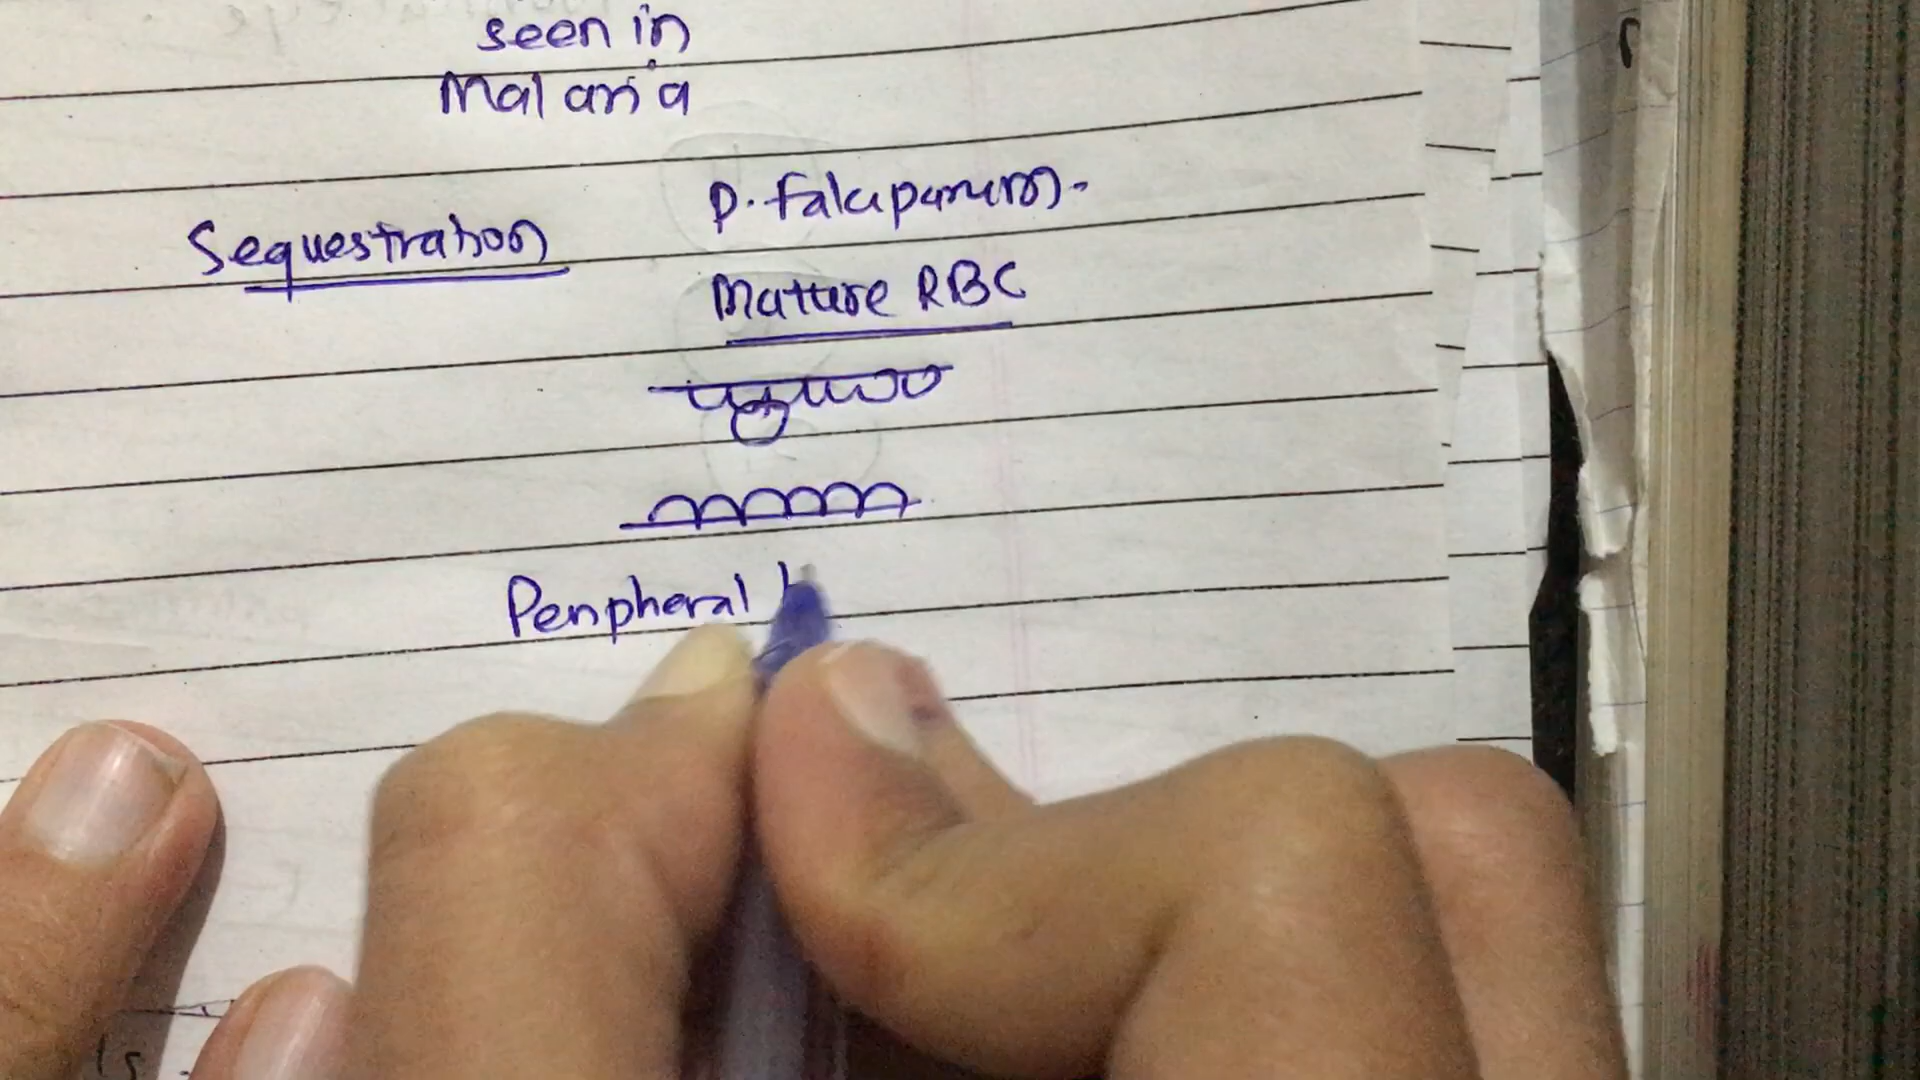 seen in
Malaria
P. falciparum.
Sequestration
Mature RBC
Peripheral